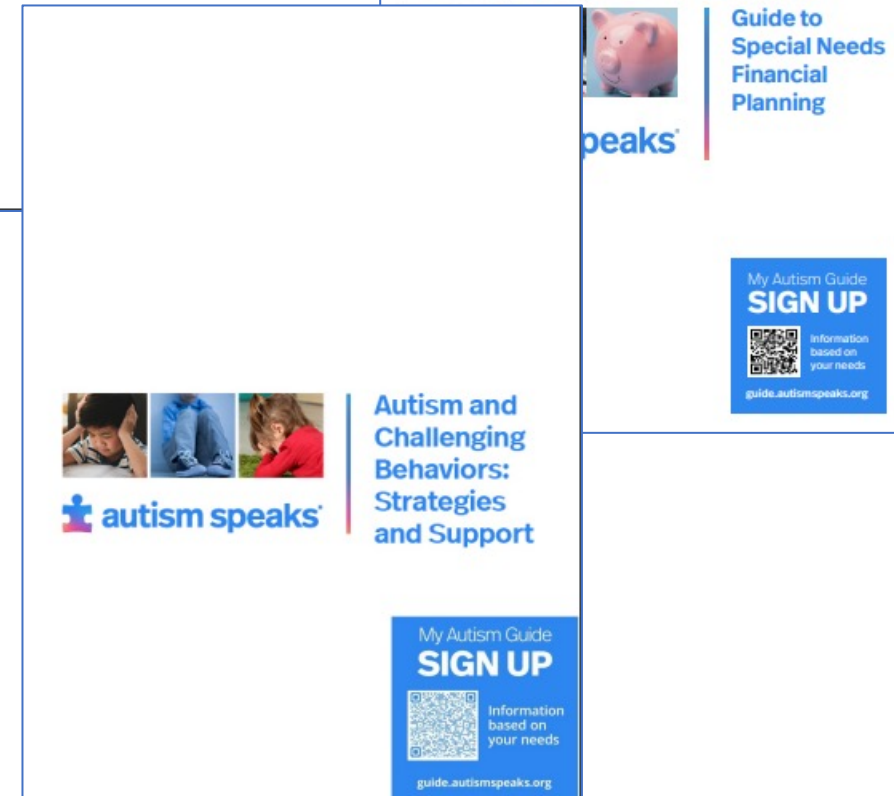 Guide to
Special Needs
Financial
Planning
peaks
My Autism Guide
SIGN UP
Information
based on
your needs
guide.autismspeaks.org
Autism and
Challenging
Behaviors:
Strategies
and Support
autism speaks
My Autism Guide
SIGN UP
Information
based on
your needs
guide.autismspeaks.org